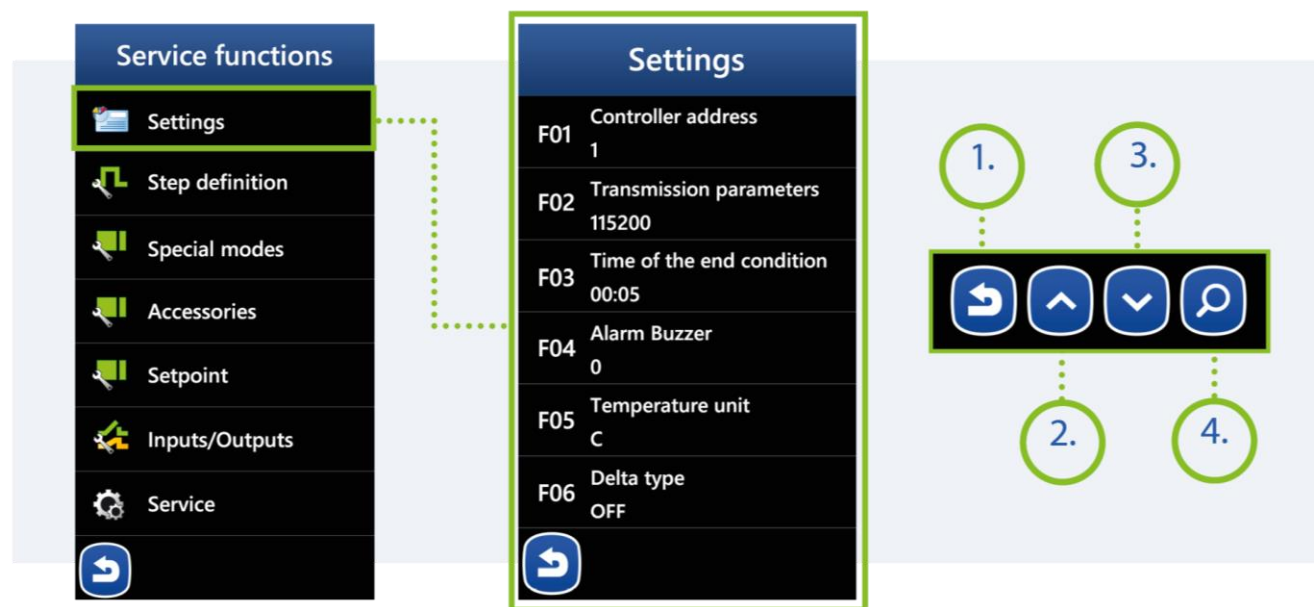 Service functions
Settings
Step definition
Special modes
Accessories
Setpoint
Inputs/Outputs
Service
Settings
F01
Controller address
1
F02
Transmission parameters
115200
F03
Time of the end condition
00:05
F04
Alarm Buzzer
0
F05
Temperature unit
C
F06
Delta type
OFF
1.
3.
2.
4.